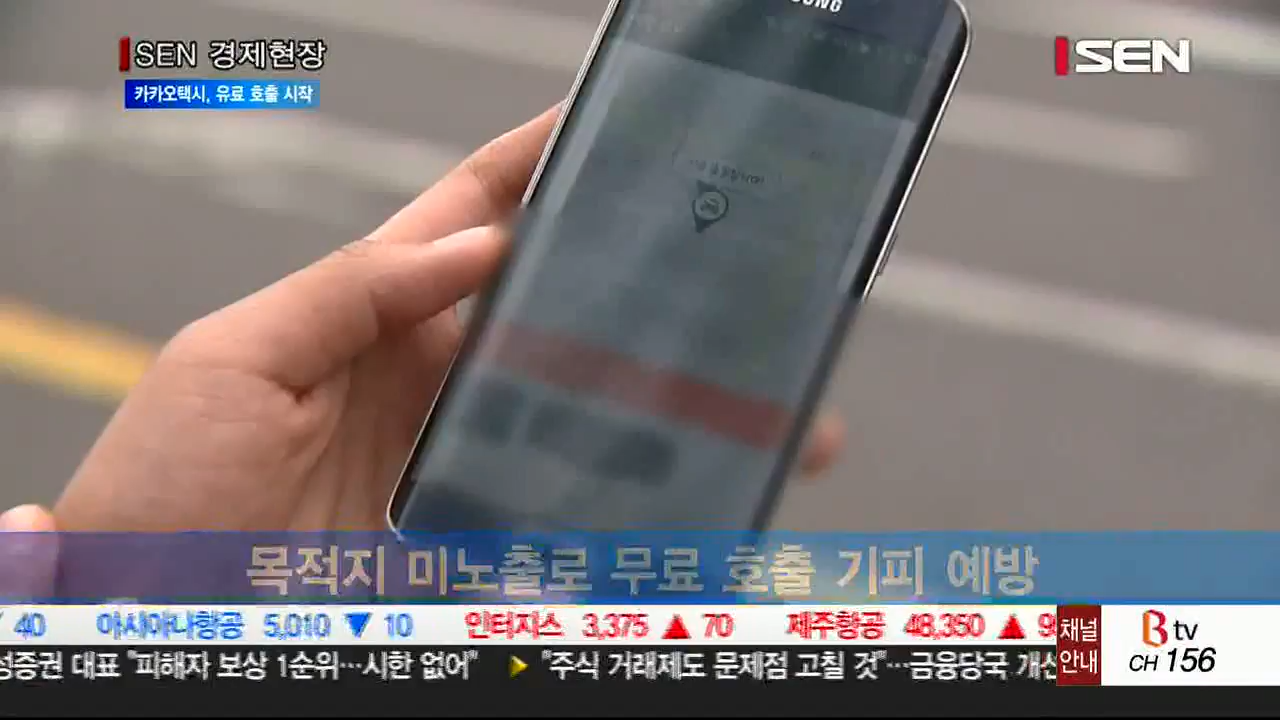 SEN 경제현장
SEN
카카오택시, 유료 호출 시작
목적지 미노출로 무료 호출 기피 예방
40 아시아나항공 5,010 ▼ 10 인터지스 3,375 ▲ 70 제주항공 48,350 ▲
채널
안내
B tv
CH 156
성증권 대표 "피해자 보상 1순위…시한 없어" ▶ "주식 거래제도 문제점 고칠 것"…금융당국 개선